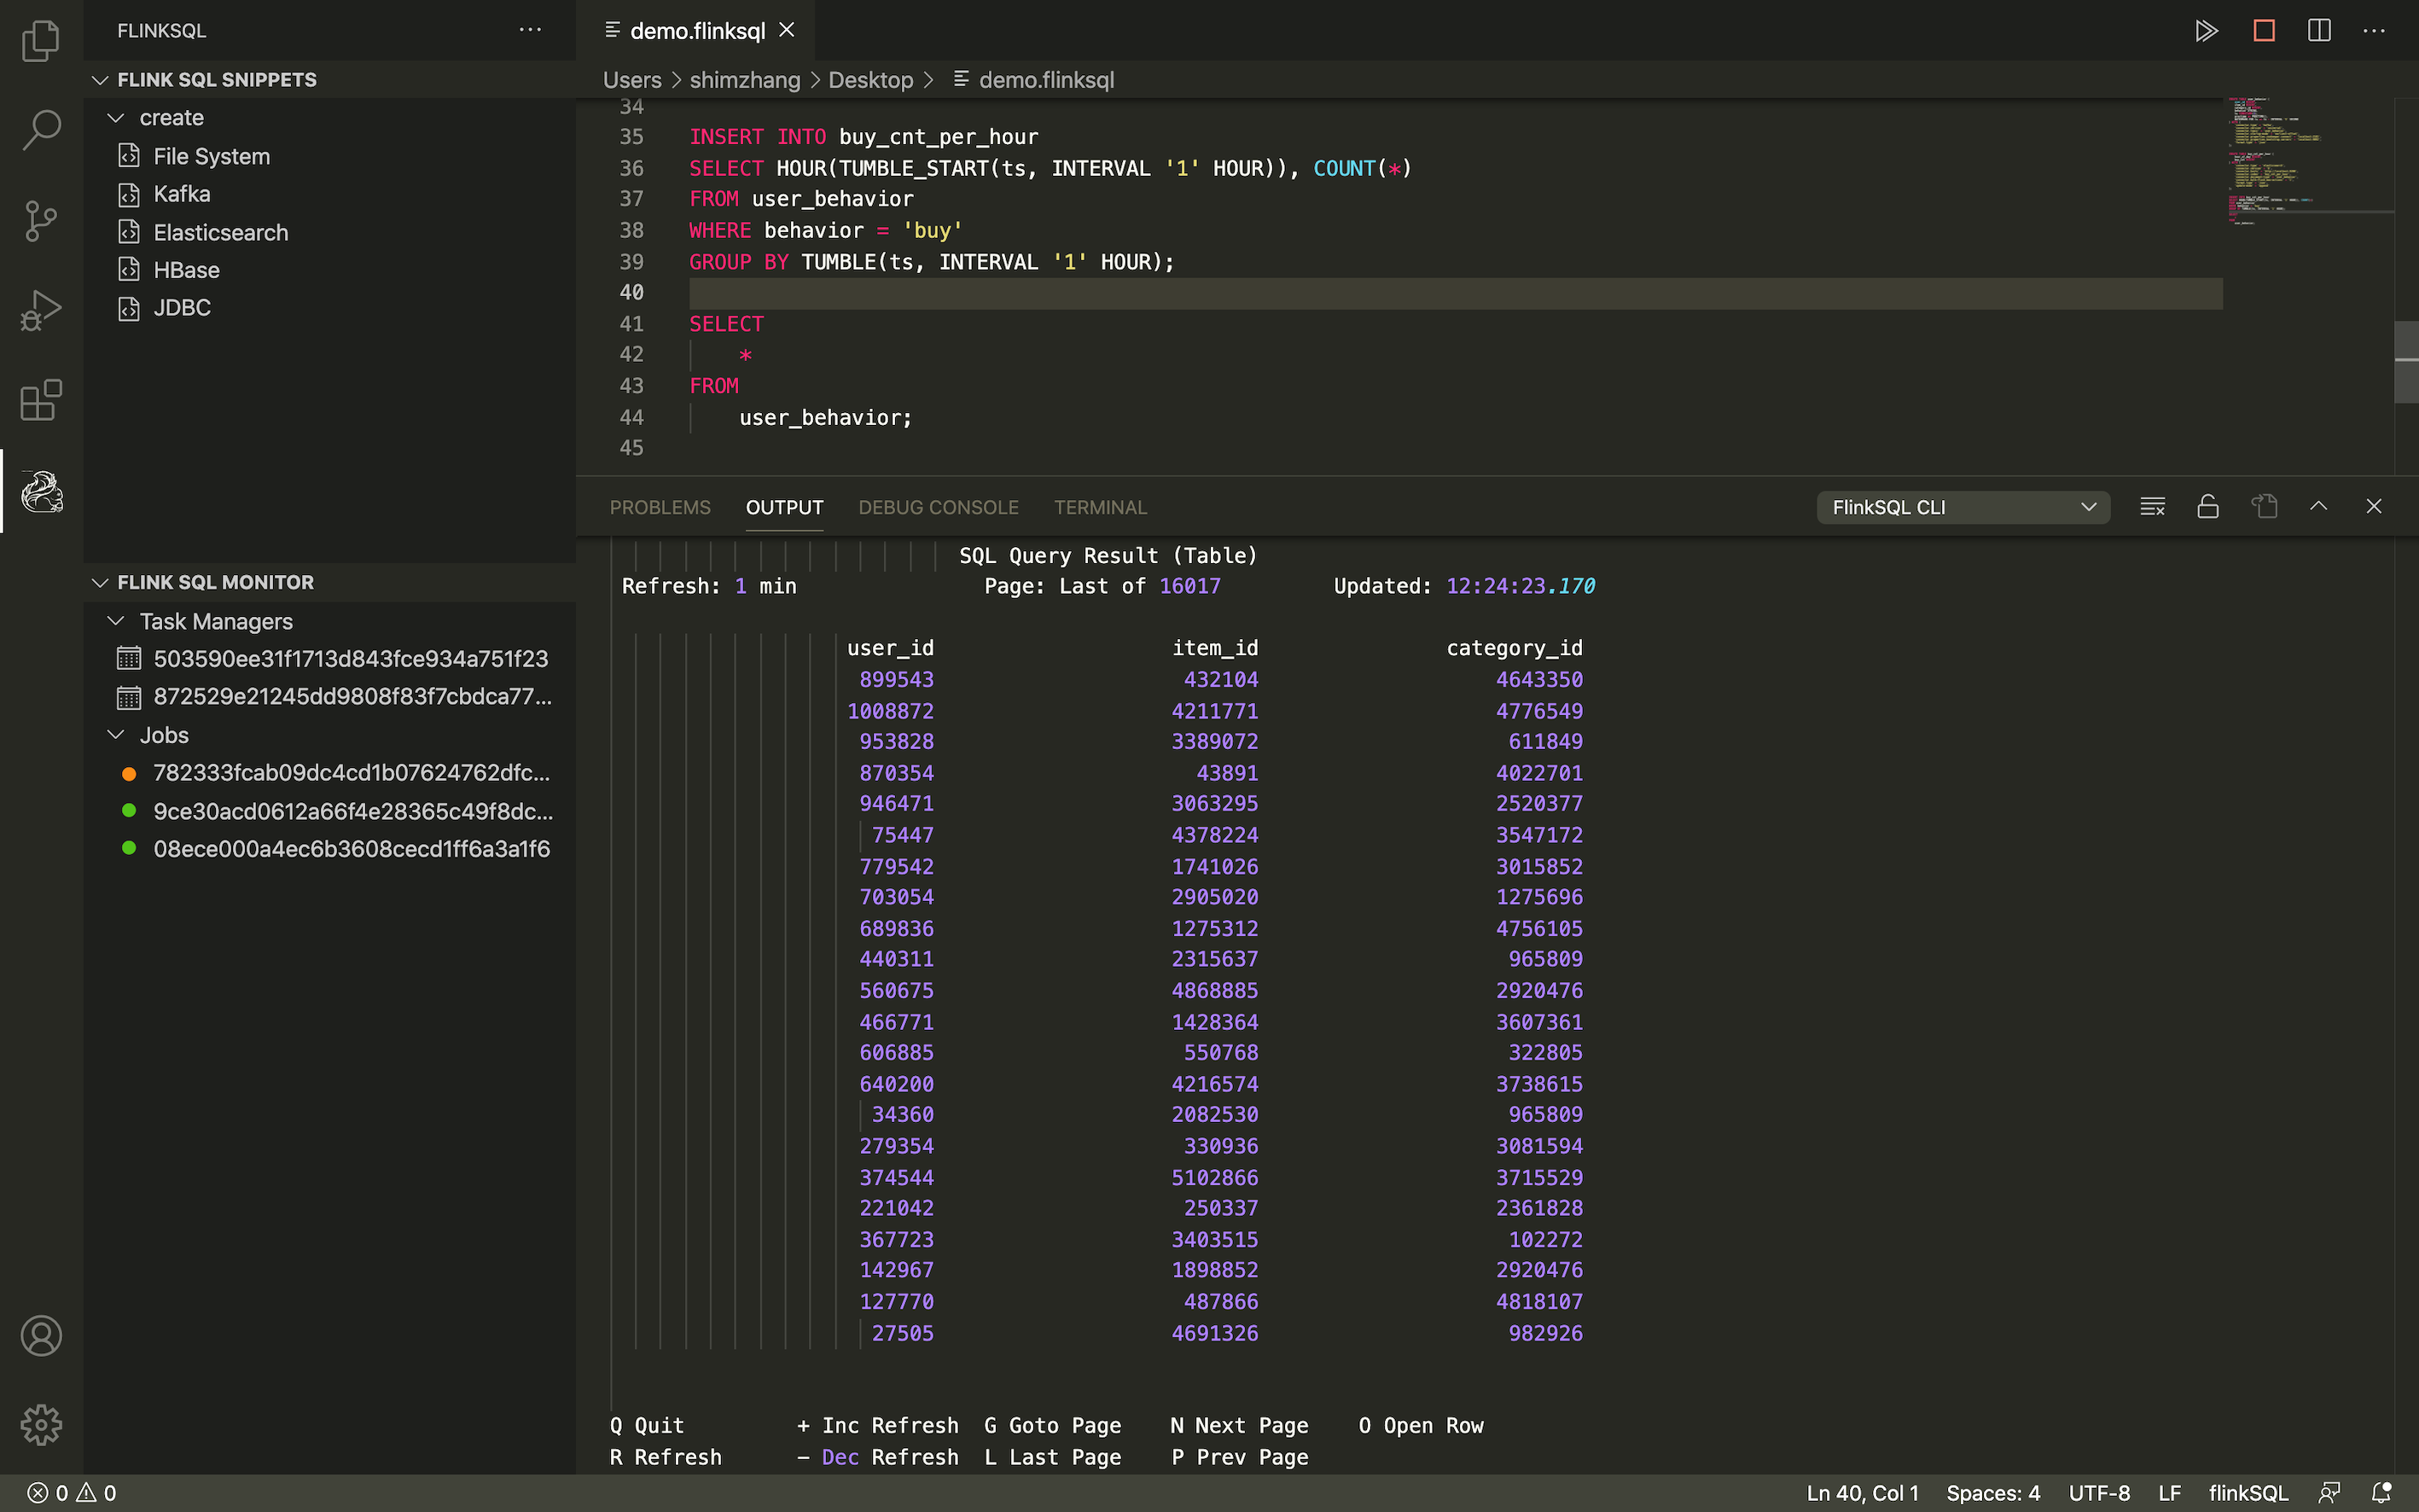 FLINKSQL
FLINK SQL SNIPPETS
create
File System
Kafka
Elasticsearch
HBase
JDBC
FLINK SQL MONITOR
Task Managers
503590ee31f1713d843fce934a751f23
872529e21245dd9808f83f7cbdca77...
Jobs
782333fcab09dc4cd1b07624762dfc...
9ce30acd0612a66f4e28365c49f8dc...
08ece000a4ec6b3608cecd1ff6a3a1f6
demo.flinksql
Users > shimzhang > Desktop > demo.flinksql
34
35 INSERT INTO buy_cnt_per_hour
36 SELECT HOUR(TUMBLE_START(ts, INTERVAL '1' HOUR)), COUNT(*)
37 FROM user_behavior
38 WHERE behavior = 'buy'
39 GROUP BY TUMBLE(ts, INTERVAL '1' HOUR);
40
41 SELECT
42 *
43 FROM
44 user_behavior;
45
PROBLEMS OUTPUT DEBUG CONSOLE TERMINAL FlinkSQL CLI
SQL Query Result (Table)
Refresh: 1 min Page: Last of 16017 Updated: 12:24:23.170
user_id item_id category_id
899543 432104 4643350
1008872 4211771 4776549
953828 3389072 611849
870354 43891 4022701
946471 3063295 2520377
75447 4378224 3547172
779542 1741026 3015852
703054 2905020 1275696
689836 1275312 4756105
440311 2315637 965809
560675 4868885 2920476
466771 1428364 3607361
606885 550768 322805
640200 4216574 3738615
34360 2082530 965809
279354 330936 3081594
374544 5102866 3715529
221042 250337 2361828
367723 3403515 102272
142967 1898852 2920476
127770 487866 4818107
27505 4691326 982926
Q Quit + Inc Refresh G Goto Page N Next Page O Open Row
R Refresh - Dec Refresh L Last Page P Prev Page
0 0 Ln 40, Col 1 Spaces: 4 UTF-8 LF flinkSQL